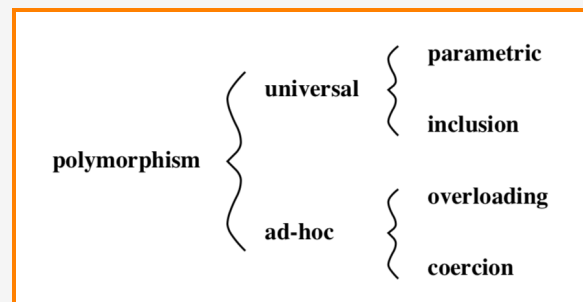 parametric
universal
inclusion
polymorphism
overloading
ad-hoc
coercion